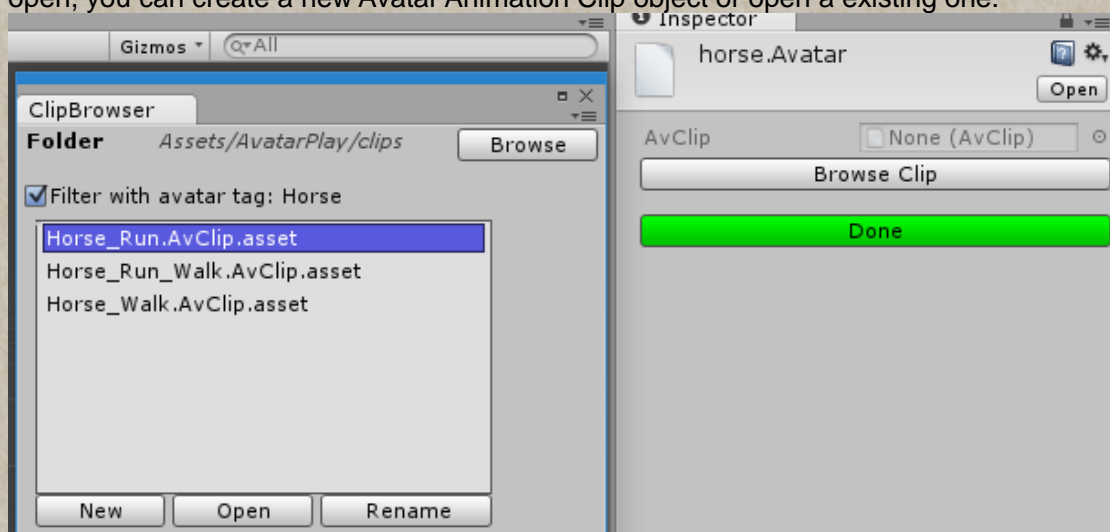 open, you can create a new Avatar Animation Clip object or open a existing one.
Gizmos
All
ClipBrowser
Folder Assets/AvatarPlay/clips Browse
Filter with avatar tag: Horse
Horse_Run.AvClip.asset
Horse_Run_Walk.AvClip.asset
Horse_Walk.AvClip.asset
New Open Rename
Inspector
horse.Avatar
Open
AvClip None (AvClip)
Browse Clip
Done